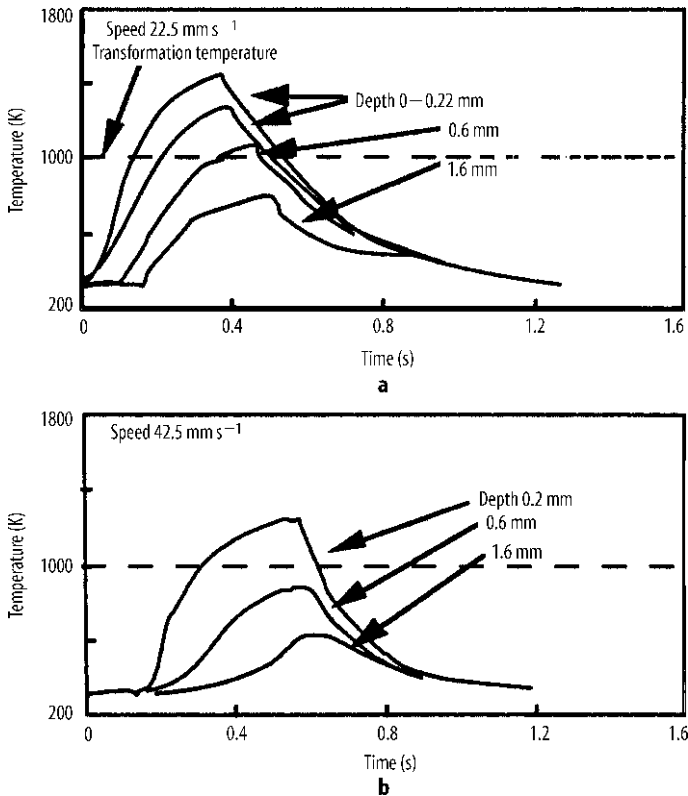 1800
Speed 22.5 mm s⁻¹
Transformation temperature
Depth 0—0.22 mm
0.6 mm
1000
1.6 mm
Temperature (K)
200
0 0.4 0.8 1.2 1.6
Time (s)
a
1800
Speed 42.5 mm s⁻¹
Depth 0.2 mm
0.6 mm
1.6 mm
1000
Temperature (K)
200
0 0.4 0.8 1.2 1.6
Time (s)
b